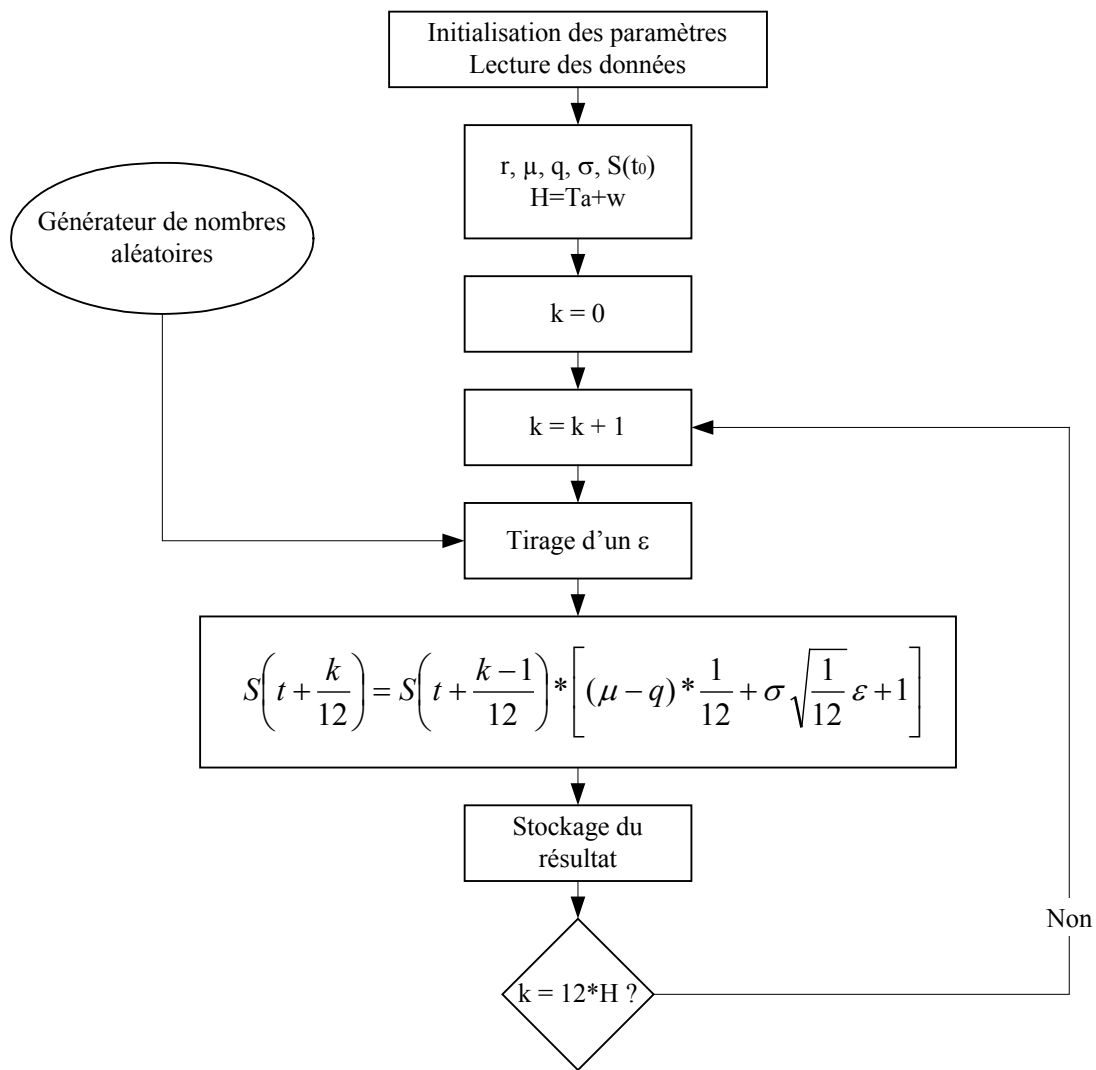 Initialisation des paramètres
Lecture des données
r, µ, q, σ, S(t₀)
H=Ta+w
Générateur de nombres
aléatoires
k = 0
k = k + 1
Tirage d’un ε
S(t + k/12) = S(t + (k − 1)/12) * [(μ − q) * 1/12 + σ √(1/12) ε + 1]
Stockage du
résultat
Non
k = 12*H ?